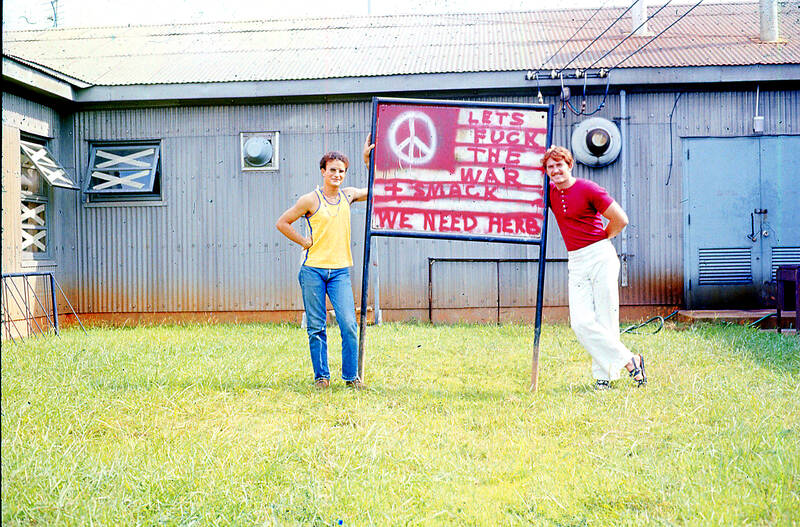 LETS
FUCK
THE
WAR
+ SMACK
WE NEED HERB